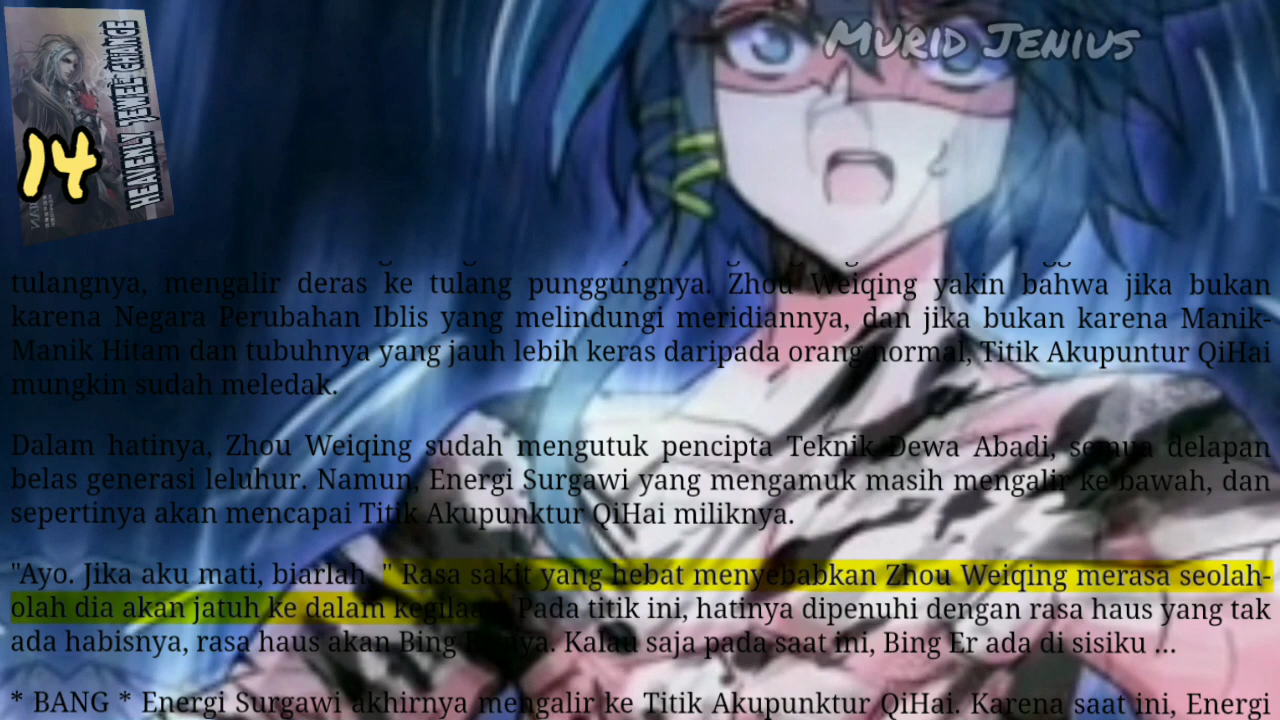 MURID JENIUS
HEAVENLY JEWEL CHANGE
14
tulangnya, mengalir deras ke tulang punggungnya. Zhou Weiqing yakin bahwa jika bukan
karena Negara Perubahan Iblis yang melindungi meridiannya, dan jika bukan karena Manik-
Manik Hitam dan tubuhnya yang jauh lebih keras daripada orang normal, Titik Akupuntur QiHai
mungkin sudah meledak.
Dalam hatinya, Zhou Weiqing sudah mengutuk pencipta Teknik Dewa Abadi, semua delapan
belas generasi leluhur. Namun, Energi Surgawi yang mengamuk masih mengalir ke bawah, dan
sepertinya akan mencapai Titik Akupunktur QiHai miliknya.
"Ayo. Jika aku mati, biarlah. " Rasa sakit yang hebat menyebabkan Zhou Weiqing merasa seolah-
olah dia akan jatuh ke dalam Pada titik ini, hatinya dipenuhi dengan rasa haus yang tak
ada habisnya, rasa haus akan Bing Kalau saja pada saat ini, Bing Er ada di sisiku ...
* BANG * Energi Surgawi akhirnya mengalir ke Titik Akupunktur QiHai. Karena saat ini, Energi